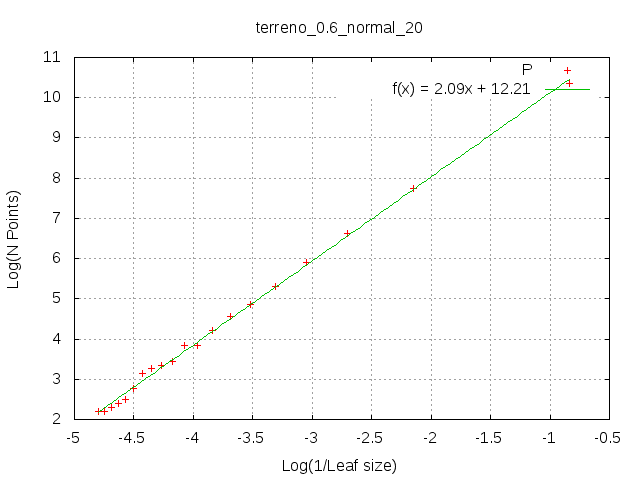 terreno_0.6_normal_20
11
10
9
8
7
6
5
4
3
2
Log(N Points)
P
f(x) = 2.09x + 12.21
-5 -4.5 -4 -3.5 -3 -2.5 -2 -1.5 -1 -0.5
Log(1/Leaf size)